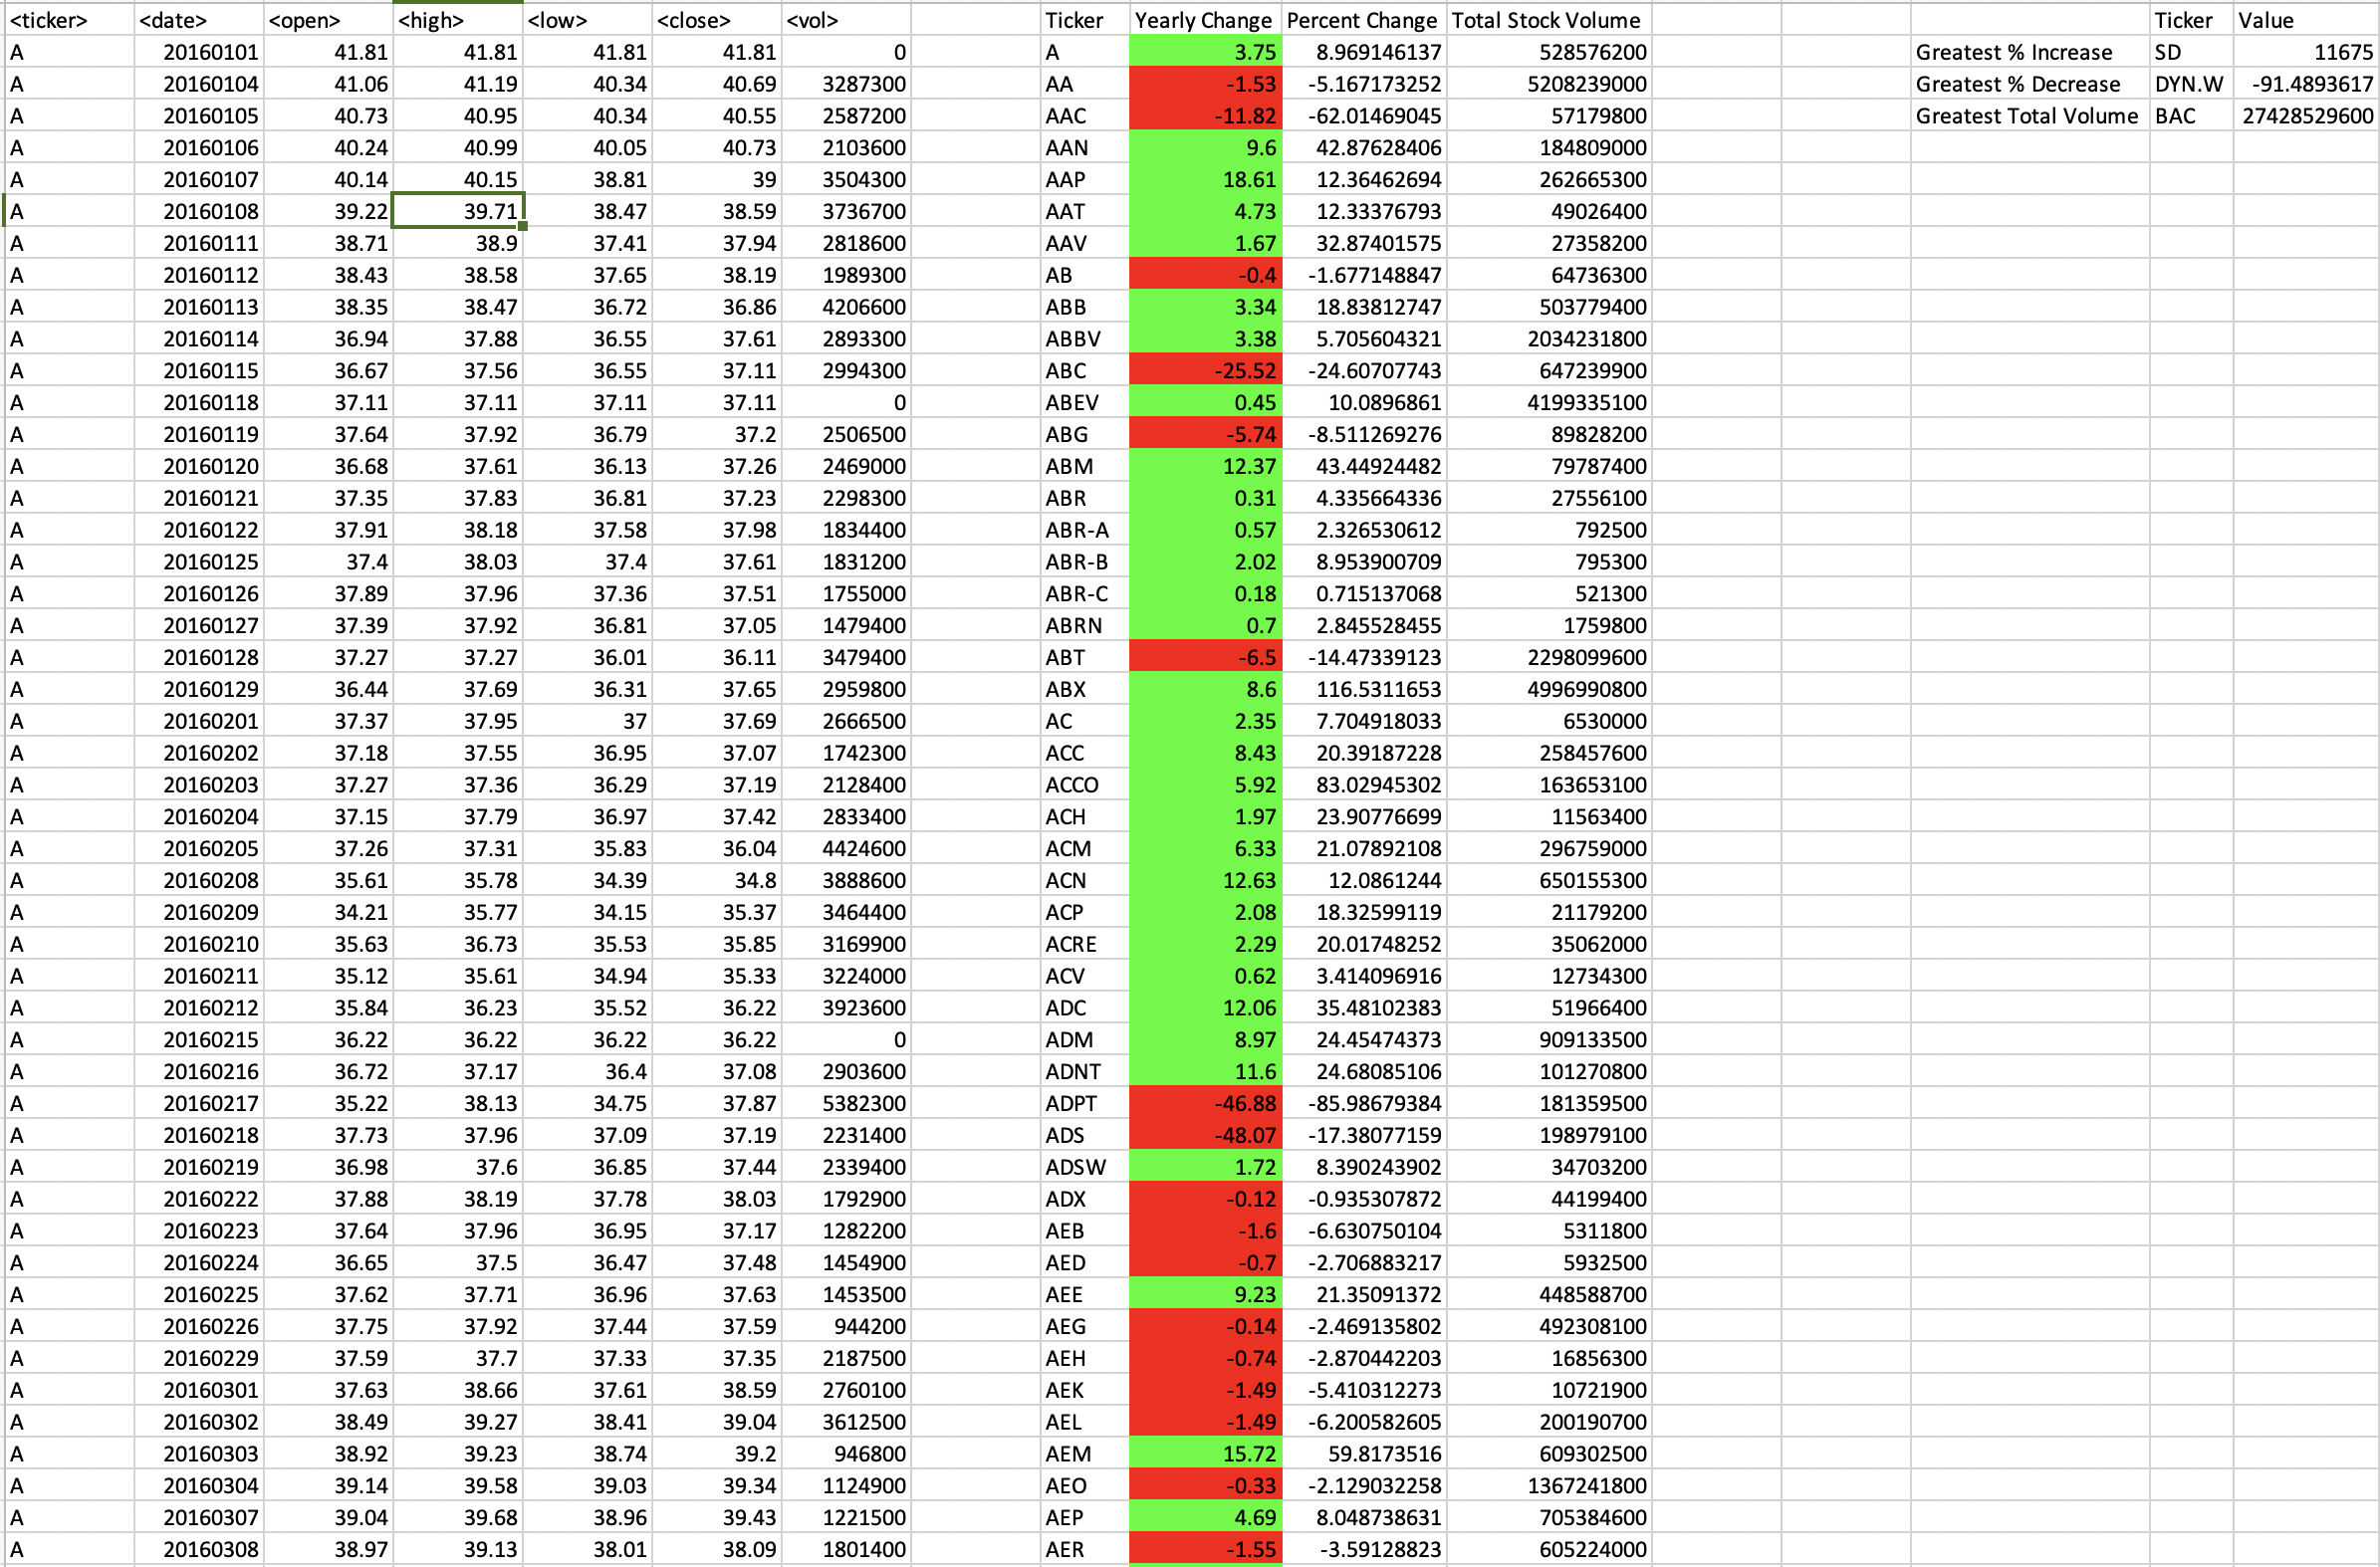 <ticker> <date> <open> <high> <low> <close> <vol> Ticker Yearly Change Percent Change Total Stock Volume Ticker Value
A 20160101 41.81 41.81 41.81 41.81 0 A 3.75 8.969146137 528576200 Greatest % Increase SD 11675
A 20160104 41.06 41.19 40.34 40.69 3287300 AA -1.53 -5.167173252 5208239000 Greatest % Decrease DYN.W -91.4893617
A 20160105 40.73 40.95 40.34 40.55 2587200 AAC -11.82 -62.01469045 57179800 Greatest Total Volume BAC 27428529600
A 20160106 40.24 40.99 40.05 40.73 2103600 AAN 9.6 42.87628406 184809000
A 20160107 40.14 40.15 38.81 39 3504300 AAP 18.61 12.36462694 262665300
A 20160108 39.22 39.71 38.47 38.59 3736700 AAT 4.73 12.33376793 49026400
A 20160111 38.71 38.9 37.41 37.94 2818600 AAV 1.67 32.87401575 27358200
A 20160112 38.43 38.58 37.65 38.19 1989300 AB -0.4 -1.677148847 64736300
A 20160113 38.35 38.47 36.72 36.86 4206600 ABB 3.34 18.83812747 503779400
A 20160114 36.94 37.88 36.55 37.61 2893300 ABBV 3.38 5.705604321 2034231800
A 20160115 36.67 37.56 36.55 37.11 2994300 ABC -25.52 -24.60707743 647239900
A 20160118 37.11 37.11 37.11 37.11 0 ABEV 0.45 10.0896861 4199335100
A 20160119 37.64 37.92 36.79 37.2 2506500 ABG -5.74 -8.511269276 89828200
A 20160120 36.68 37.61 36.13 37.26 2469000 ABM 12.37 43.44924482 79787400
A 20160121 37.35 37.83 36.81 37.23 2298300 ABR 0.31 4.335664336 27556100
A 20160122 37.91 38.18 37.58 37.98 1834400 ABR-A 0.57 2.326530612 792500
A 20160125 37.4 38.03 37.4 37.61 1831200 ABR-B 2.02 8.953900709 795300
A 20160126 37.89 37.96 37.36 37.51 1755000 ABR-C 0.18 0.715137068 521300
A 20160127 37.39 37.92 36.81 37.05 1479400 ABRN 0.7 2.845528455 1759800
A 20160128 37.27 37.27 36.01 36.11 3479400 ABT -6.5 -14.47339123 2298099600
A 20160129 36.44 37.69 36.31 37.65 2959800 ABX 8.6 116.5311653 4996990800
A 20160201 37.37 37.95 37 37.69 2666500 AC 2.35 7.704918033 6530000
A 20160202 37.18 37.55 36.95 37.07 1742300 ACC 8.43 20.39187228 258457600
A 20160203 37.27 37.36 36.29 37.19 2128400 ACCO 5.92 83.02945302 163653100
A 20160204 37.15 37.79 36.97 37.42 2833400 ACH 1.97 23.90776699 11563400
A 20160205 37.26 37.31 35.83 36.04 4424600 ACM 6.33 21.07892108 296759000
A 20160208 35.61 35.78 34.39 34.8 3888600 ACN 12.63 12.0861244 650155300
A 20160209 34.21 35.77 34.15 35.37 3464400 ACP 2.08 18.32599119 21179200
A 20160210 35.63 36.73 35.53 35.85 3169900 ACRE 2.29 20.01748252 35062000
A 20160211 35.12 35.61 34.94 35.33 3224000 ACV 0.62 3.414096916 12734300
A 20160212 35.84 36.23 35.52 36.22 3923600 ADC 12.06 35.48102383 51966400
A 20160215 36.22 36.22 36.22 36.22 0 ADM 8.97 24.45474373 909133500
A 20160216 36.72 37.17 36.4 37.08 2903600 ADNT 11.6 24.68085106 101270800
A 20160217 35.22 38.13 34.75 37.87 5382300 ADPT -46.88 -85.98679384 181359500
A 20160218 37.73 37.96 37.09 37.19 2231400 ADS -48.07 -17.38077159 198979100
A 20160219 36.98 37.6 36.85 37.44 2339400 ADSW 1.72 8.390243902 34703200
A 20160222 37.88 38.19 37.78 38.03 1792900 ADX -0.12 -0.935307872 44199400
A 20160223 37.64 37.96 36.95 37.17 1282200 AEB -1.6 -6.630750104 5311800
A 20160224 36.65 37.5 36.47 37.48 1454900 AED -0.7 -2.706883217 5932500
A 20160225 37.62 37.71 36.96 37.63 1453500 AEE 9.23 21.35091372 448588700
A 20160226 37.75 37.92 37.44 37.59 944200 AEG -0.14 -2.469135802 492308100
A 20160229 37.59 37.7 37.33 37.35 2187500 AEH -0.74 -2.870442203 16856300
A 20160301 37.63 38.66 37.61 38.59 2760100 AEK -1.49 -5.410312273 10721900
A 20160302 38.49 39.27 38.41 39.04 3612500 AEL -1.49 -6.200582605 200190700
A 20160303 38.92 39.23 38.74 39.2 946800 AEM 15.72 59.8173516 609302500
A 20160304 39.14 39.58 39.03 39.34 1124900 AEO -0.33 -2.129032258 1367241800
A 20160307 39.04 39.68 38.96 39.43 1221500 AEP 4.69 8.048738631 705384600
A 20160308 38.97 39.13 38.01 38.09 1801400 AER -1.55 -3.59128823 605224000